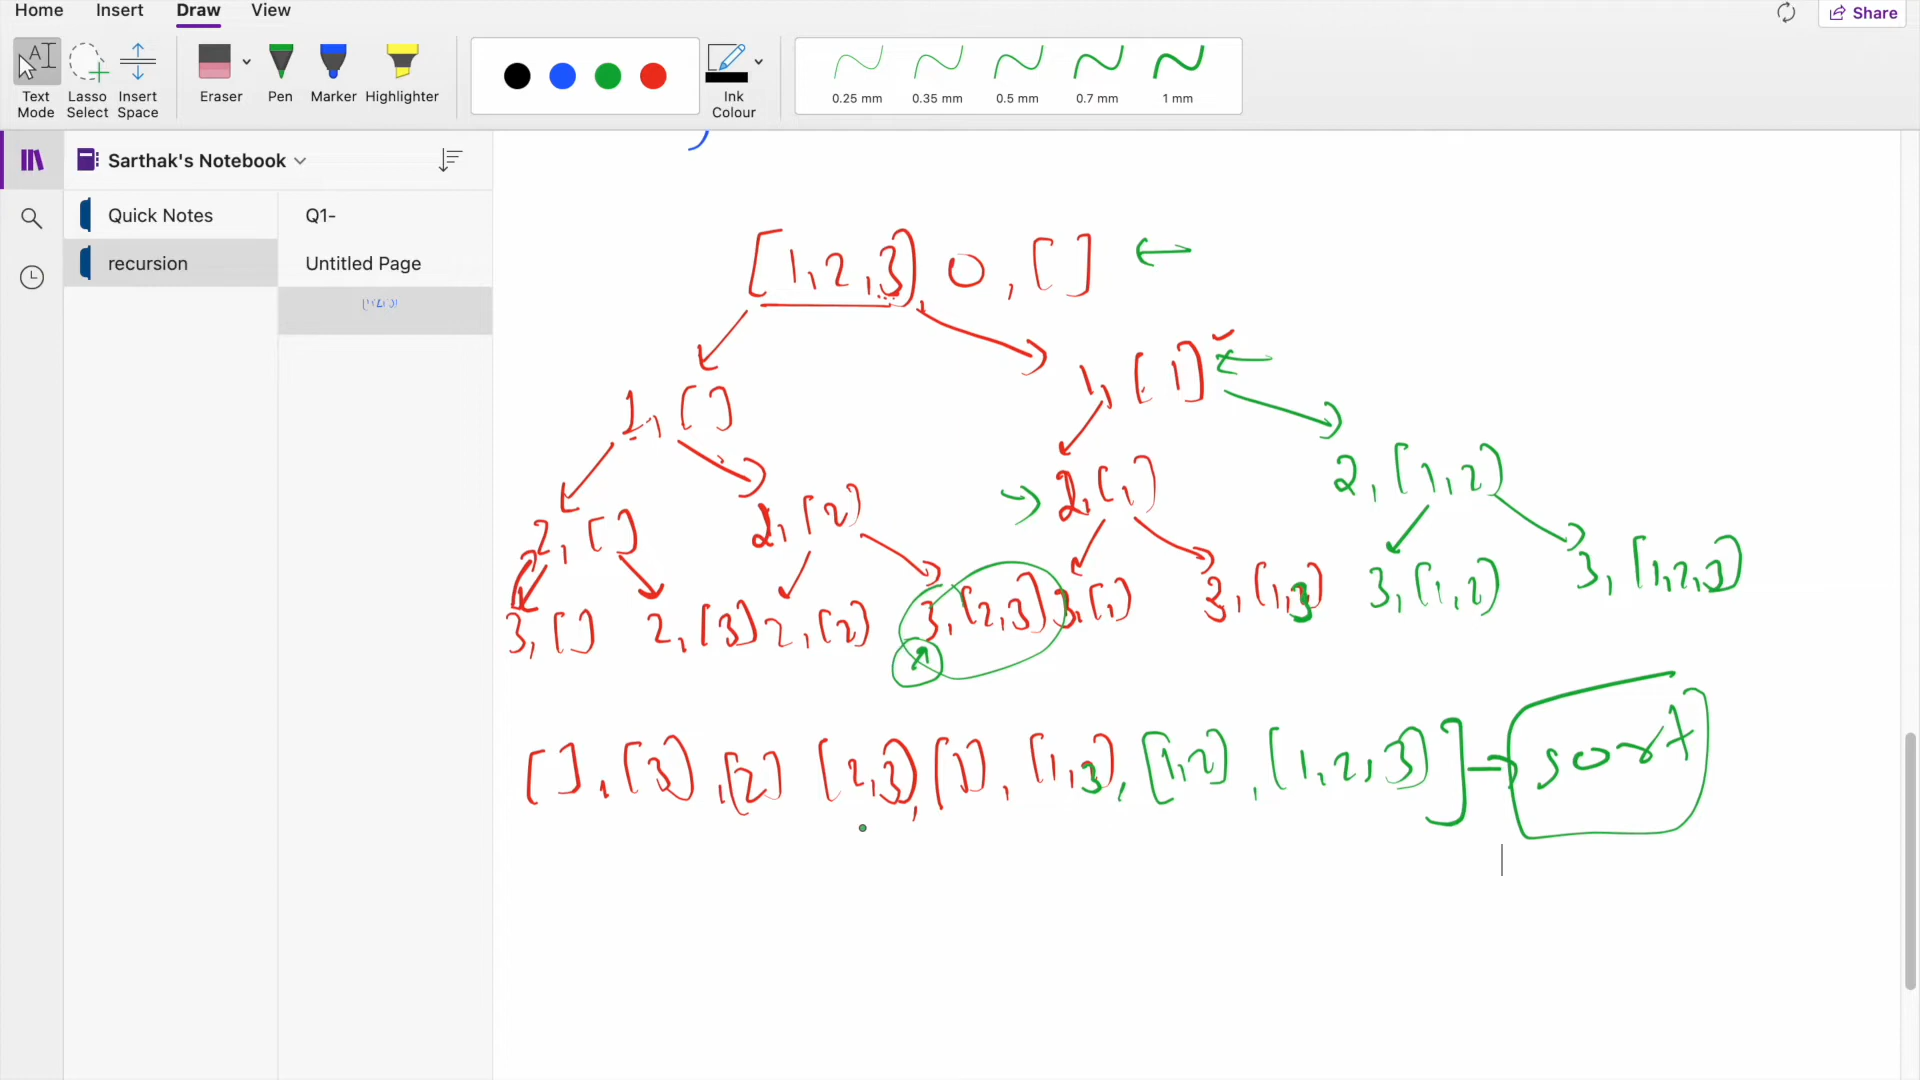 Home Insert Draw View Share
Text Mode
Lasso Select
Insert Space
Eraser
Pen
Marker
Highlighter
Ink Colour
0.25 mm 0.35 mm 0.5 mm 0.7 mm 1 mm
Sarthak's Notebook
Quick Notes
recursion
Q1-
Untitled Page
[1,2,3], 0, [ ]
1, [ ] 1, [1]
2, [ ] 2, [2] 2, [1] 2, [1,2]
3, [ ] 2, [3] 2, [2] 3, [2,3] 3, [1] 3, [1,3] 3, [1,2] 3, [1,2,3]
[ ], [3], [2] [2,3], [1], [1,3], [1,2], [1,2,3] ] sort